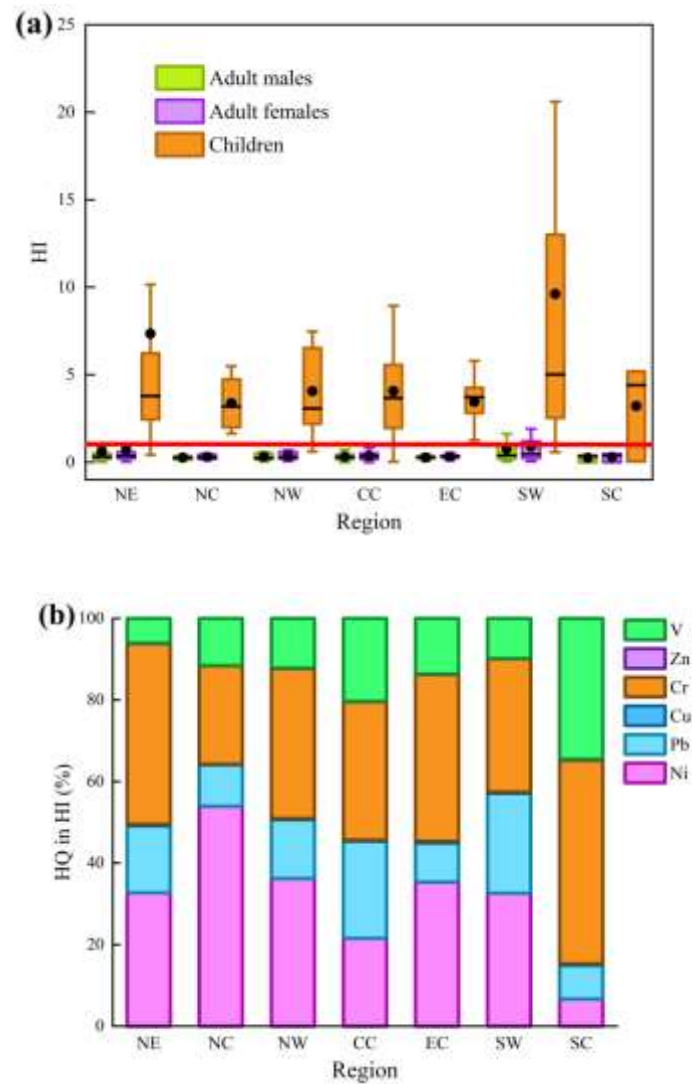 (a)
25
20
15
10
5
0
HI
Adult males
Adult females
Children
NE NC NW CC EC SW SC
Region
(b)
100
80
60
40
20
0
HQ in HI (%)
V
Zn
Cr
Cu
Pb
Ni
NE NC NW CC EC SW SC
Region